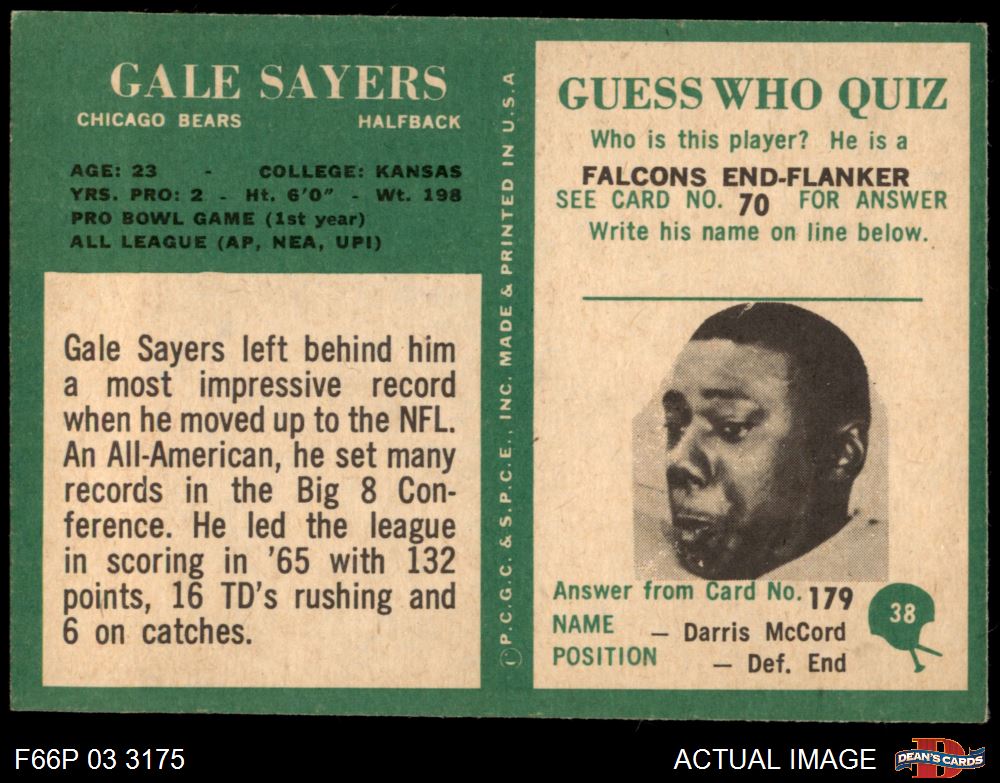 GALE SAYERS
CHICAGO BEARS HALFBACK
AGE: 23 - COLLEGE: KANSAS
YRS. PRO: 2 - Ht. 6'0" - Wt. 198
PRO BOWL GAME (1st year)
ALL LEAGUE (AP, NEA, UPI)
Gale Sayers left behind him
a most impressive record
when he moved up to the NFL.
An All-American, he set many
records in the Big 8 Con-
ference. He led the league
in scoring in '65 with 132
points, 16 TD's rushing and
6 on catches.
© P.C.G.C. & S.P.C.E., INC. MADE & PRINTED IN U.S.A
GUESS WHO QUIZ
Who is this player? He is a
FALCONS END-FLANKER
SEE CARD NO. 70 FOR ANSWER
Write his name on line below.
Answer from Card No. 179
NAME — Darris McCord
POSITION — Def. End
38
F66P 03 3175
ACTUAL IMAGE
D
DEAN'S CARDS